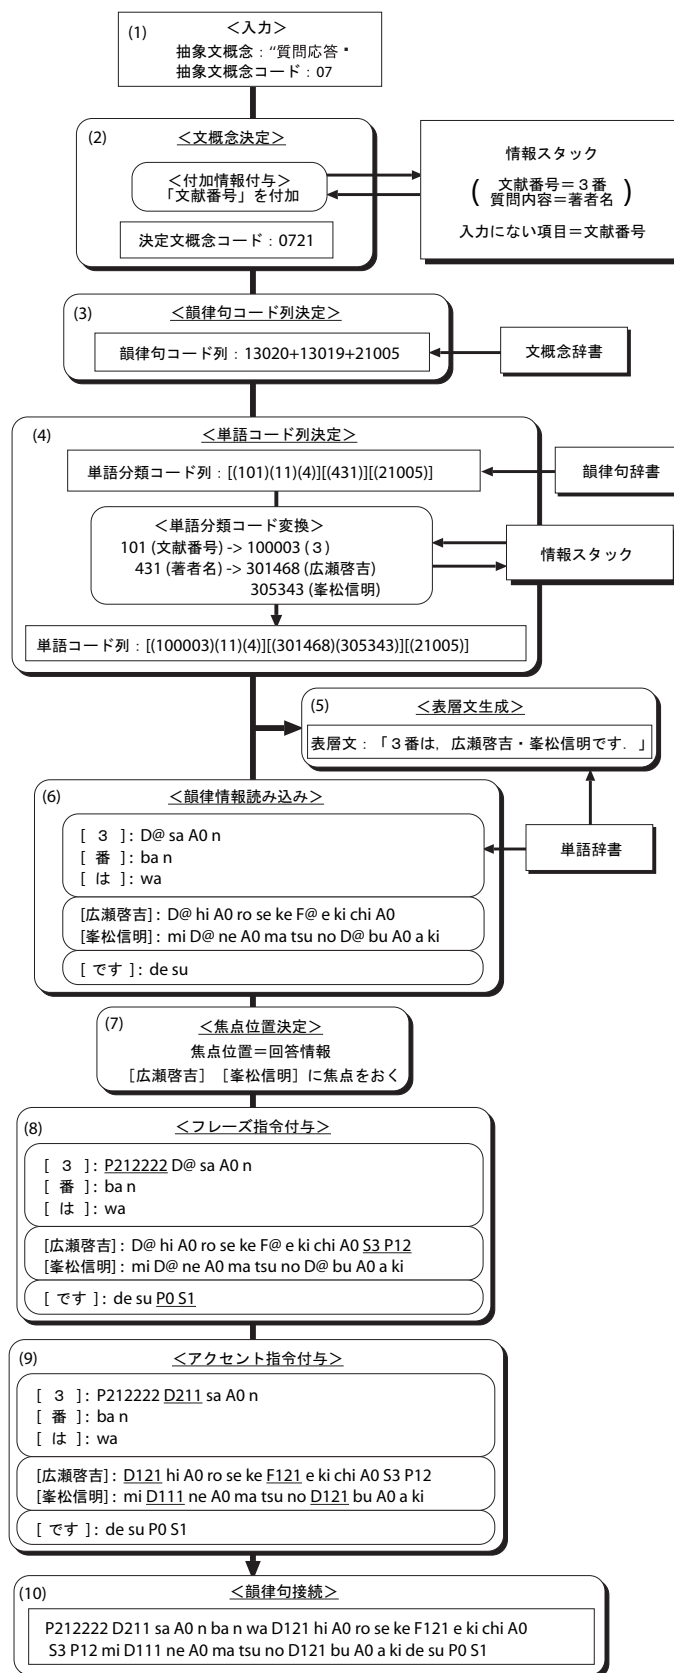 (1)
＜入力＞
抽象文概念：“質問応答 ”
抽象文概念コード：07
(2)
＜文概念決定＞
＜付加情報付与＞
「文献番号」を付加
決定文概念コード：0721
情報スタック
( 文献番号＝３番
質問内容＝著者名 )
入力にない項目＝文献番号
(3)
＜韻律句コード列決定＞
韻律句コード列：13020+13019+21005
文概念辞書
(4)
＜単語コード列決定＞
単語分類コード列：[(101)(11)(4)][(431)][(21005)]
韻律句辞書
＜単語分類コード変換＞
101 (文献番号) -> 100003 (３)
431 (著者名) -> 301468 (広瀬啓吉)
305343 (峯松信明)
情報スタック
単語コード列：[(100003)(11)(4)][(301468)(305343)][(21005)]
(5)
＜表層文生成＞
表層文：「３番は，広瀬啓吉・峯松信明です．」
(6)
＜韻律情報読み込み＞
[ ３ ]: D@ sa A0 n
[ 番 ]: ba n
[ は ]: wa
[広瀬啓吉]: D@ hi A0 ro se ke F@ e ki chi A0
[峯松信明]: mi D@ ne A0 ma tsu no D@ bu A0 a ki
[ です ]: de su
単語辞書
(7)
＜焦点位置決定＞
焦点位置＝回答情報
［広瀬啓吉］［峯松信明］に焦点をおく
(8)
＜フレーズ指令付与＞
[ ３ ]: P212222 D@ sa A0 n
[ 番 ]: ba n
[ は ]: wa
[広瀬啓吉]: D@ hi A0 ro se ke F@ e ki chi A0 S3 P12
[峯松信明]: mi D@ ne A0 ma tsu no D@ bu A0 a ki
[ です ]: de su P0 S1
(9)
＜アクセント指令付与＞
[ ３ ]: P212222 D211 sa A0 n
[ 番 ]: ba n
[ は ]: wa
[広瀬啓吉]: D121 hi A0 ro se ke F121 e ki chi A0 S3 P12
[峯松信明]: mi D111 ne A0 ma tsu no D121 bu A0 a ki
[ です ]: de su P0 S1
(10)
＜韻律句接続＞
P212222 D211 sa A0 n ba n wa D121 hi A0 ro se ke F121 e ki chi A0
S3 P12 mi D111 ne A0 ma tsu no D121 bu A0 a ki de su P0 S1